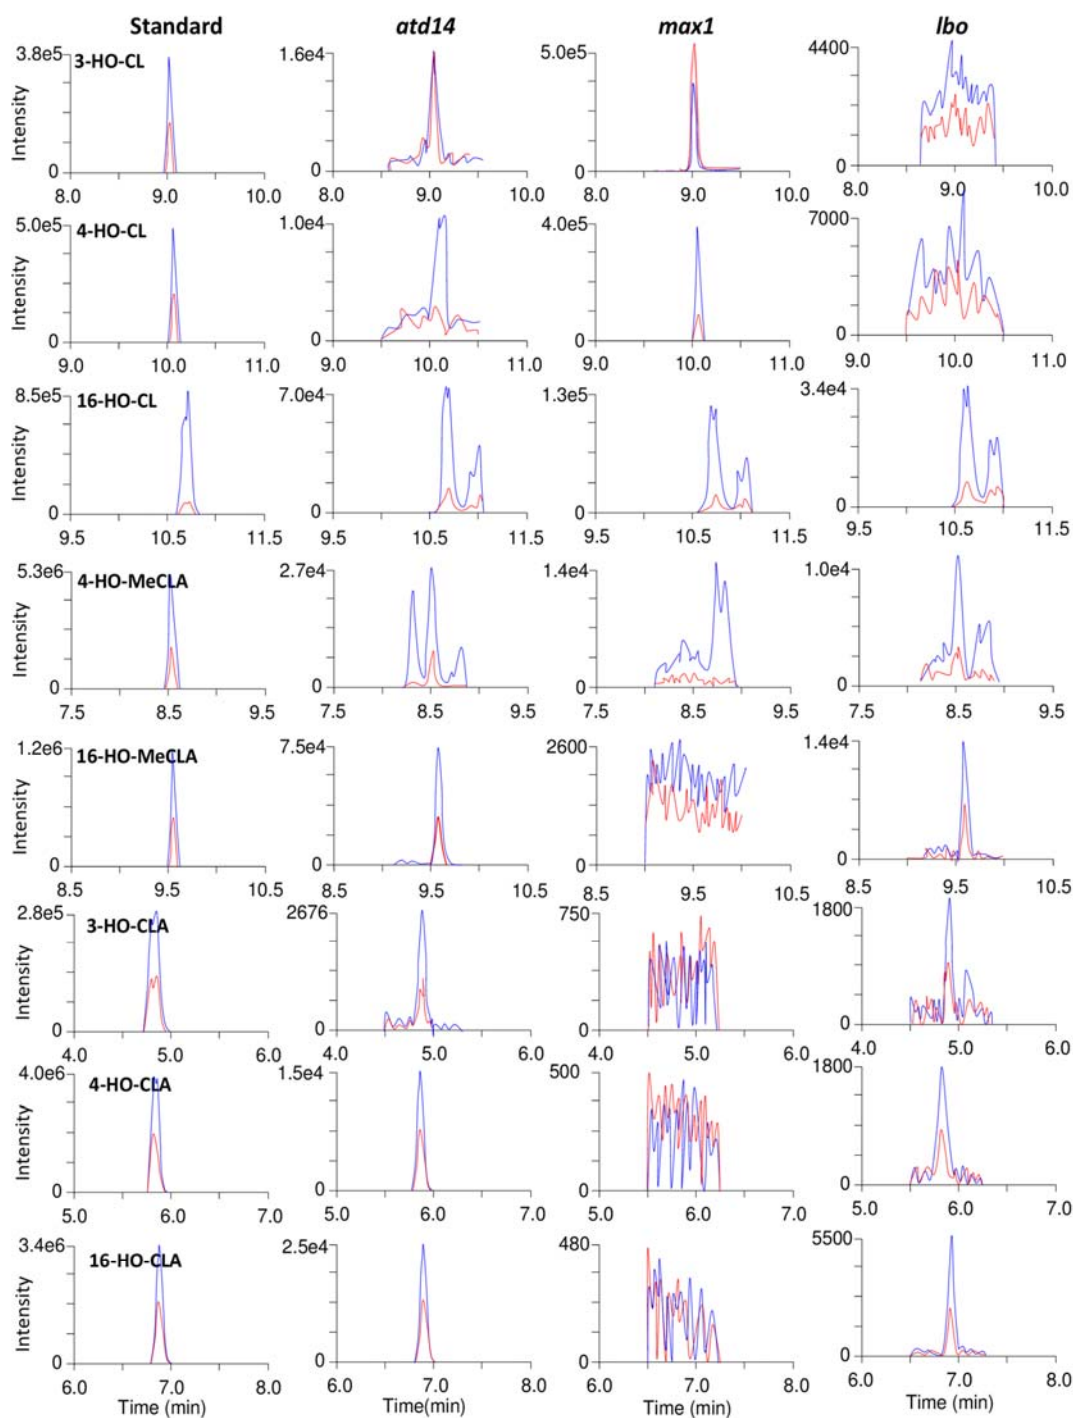 Standard atd14 max1 lbo
3-HO-CL
Intensity
3.8e5 1.6e4 5.0e5 4400
0 0 0 0
8.0 9.0 10.0 8.0 9.0 10.0 8.0 9.0 10.0 8.0 9.0 10.0
4-HO-CL
Intensity
5.0e5 1.0e4 4.0e5 7000
0 0 0 0
9.0 10.0 11.0 9.0 10.0 11.0 9.0 10.0 11.0 9.0 10.0 11.0
16-HO-CL
Intensity
8.5e5 7.0e4 1.3e5 3.4e4
0 0 0 0
9.5 10.5 11.5 9.5 10.5 11.5 9.5 10.5 11.5 9.5 10.5 11.5
4-HO-MeCLA
Intensity
5.3e6 2.7e4 1.4e4 1.0e4
0 0 0 0
7.5 8.5 9.5 7.5 8.5 9.5 7.5 8.5 9.5 7.5 8.5 9.5
16-HO-MeCLA
Intensity
1.2e6 7.5e4 2600 1.4e4
0 0 0 0
8.5 9.5 10.5 8.5 9.5 10.5 8.5 9.5 10.5 8.5 9.5 10.5
3-HO-CLA
Intensity
2.8e5 2676 750 1800
0 0 0 0
4.0 5.0 6.0 4.0 5.0 6.0 4.0 5.0 6.0 4.0 5.0 6.0
4-HO-CLA
Intensity
4.0e6 1.5e4 500 1800
0 0 0 0
5.0 6.0 7.0 5.0 6.0 7.0 5.0 6.0 7.0 5.0 6.0 7.0
16-HO-CLA
Intensity
3.4e6 2.5e4 480 5500
0 0 0 0
6.0 7.0 8.0 6.0 7.0 8.0 6.0 7.0 8.0 6.0 7.0 8.0
Time (min) Time(min) Time (min) Time (min)